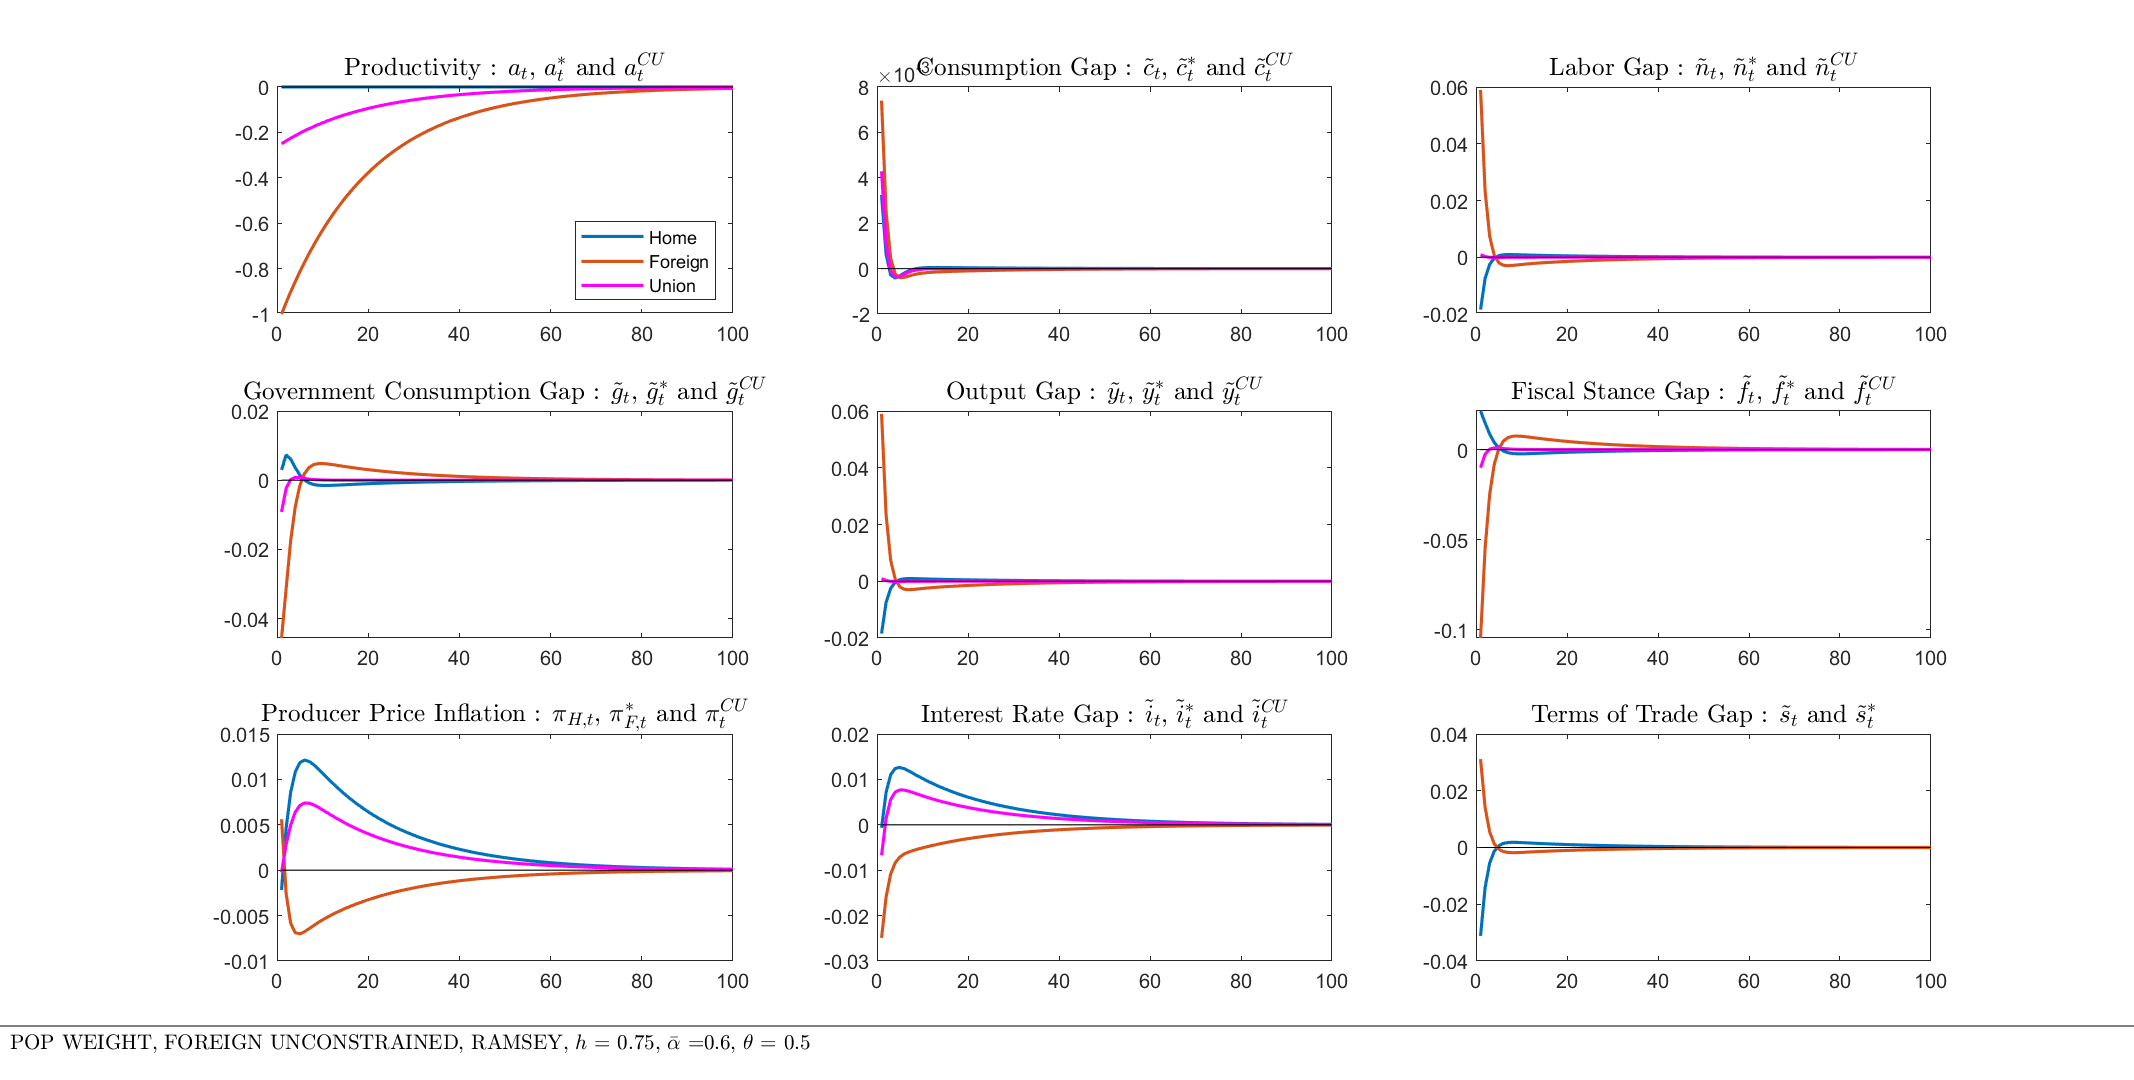 Productivity : a_t, a_t^* and a_t^{CU}
0
-0.2
-0.4
-0.6
-0.8
-1
0 20 40 60 80 100
Home
Foreign
Union
Consumption Gap : c̃_t, c̃_t^* and c̃_t^{CU}
8
6
4
2
0
-2
0 20 40 60 80 100
Labor Gap : ñ_t, ñ_t^* and ñ_t^{CU}
0.06
0.04
0.02
0
-0.02
0 20 40 60 80 100
Government Consumption Gap : g̃_t, g̃_t^* and g̃_t^{CU}
0.02
0
-0.02
-0.04
0 20 40 60 80 100
Output Gap : ỹ_t, ỹ_t^* and ỹ_t^{CU}
0.06
0.04
0.02
0
-0.02
0 20 40 60 80 100
Fiscal Stance Gap : f̃_t, f̃_t^* and f̃_t^{CU}
0
-0.05
-0.1
0 20 40 60 80 100
Producer Price Inflation : π_{H,t}, π_{F,t}^* and π_t^{CU}
0.015
0.01
0.005
0
-0.005
-0.01
0 20 40 60 80 100
Interest Rate Gap : ĩ_t, ĩ_t^* and ĩ_t^{CU}
0.02
0.01
0
-0.01
-0.02
-0.03
0 20 40 60 80 100
Terms of Trade Gap : s̃_t and s̃_t^*
0.04
0.02
0
-0.02
-0.04
0 20 40 60 80 100
POP WEIGHT, FOREIGN UNCONSTRAINED, RAMSEY, h = 0.75, ᾱ =0.6, θ = 0.5